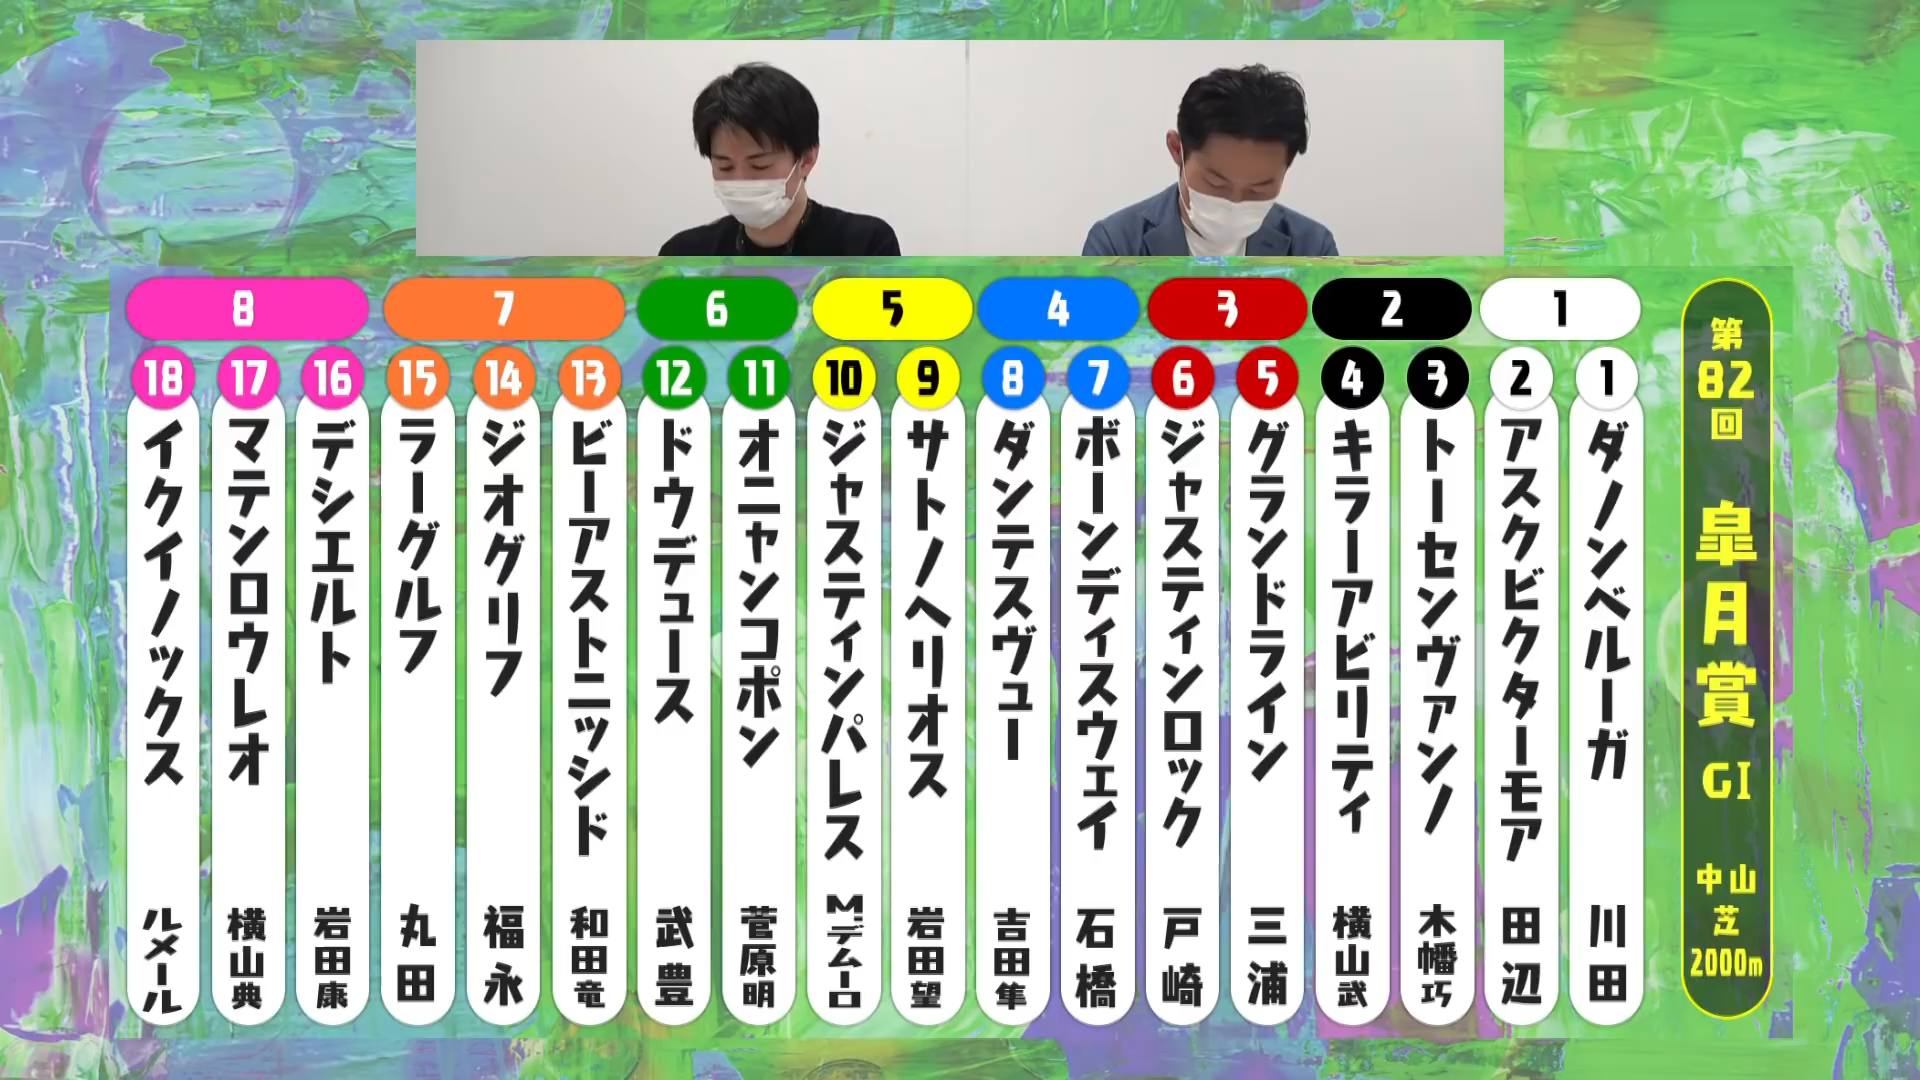 第82回 皐月賞 GI 中山 芝 2000m
1
1 ダノンベルーガ 川田
2 アスクビクターモア 田辺
2
3 トーセンヴァンノ 木幡巧
4 キラーアビリティ 横山武
3
5 グランドライン 三浦
6 ジャスティンロック 戸崎
4
7 ボーンディスウェイ 石橋
8 ダンテスヴュー 吉田隼
5
9 サトノヘリオス 岩田望
10 ジャスティンパレス M.デムーロ
6
11 オニャンコポン 菅原明
12 ドウデュース 武豊
7
13 ビーアストニッシド 和田竜
14 ジオグリフ 福永
15 ラーグルフ 丸田
8
16 デシエルト 岩田康
17 マテンロウレオ 横山典
18 イクイノックス ルメール